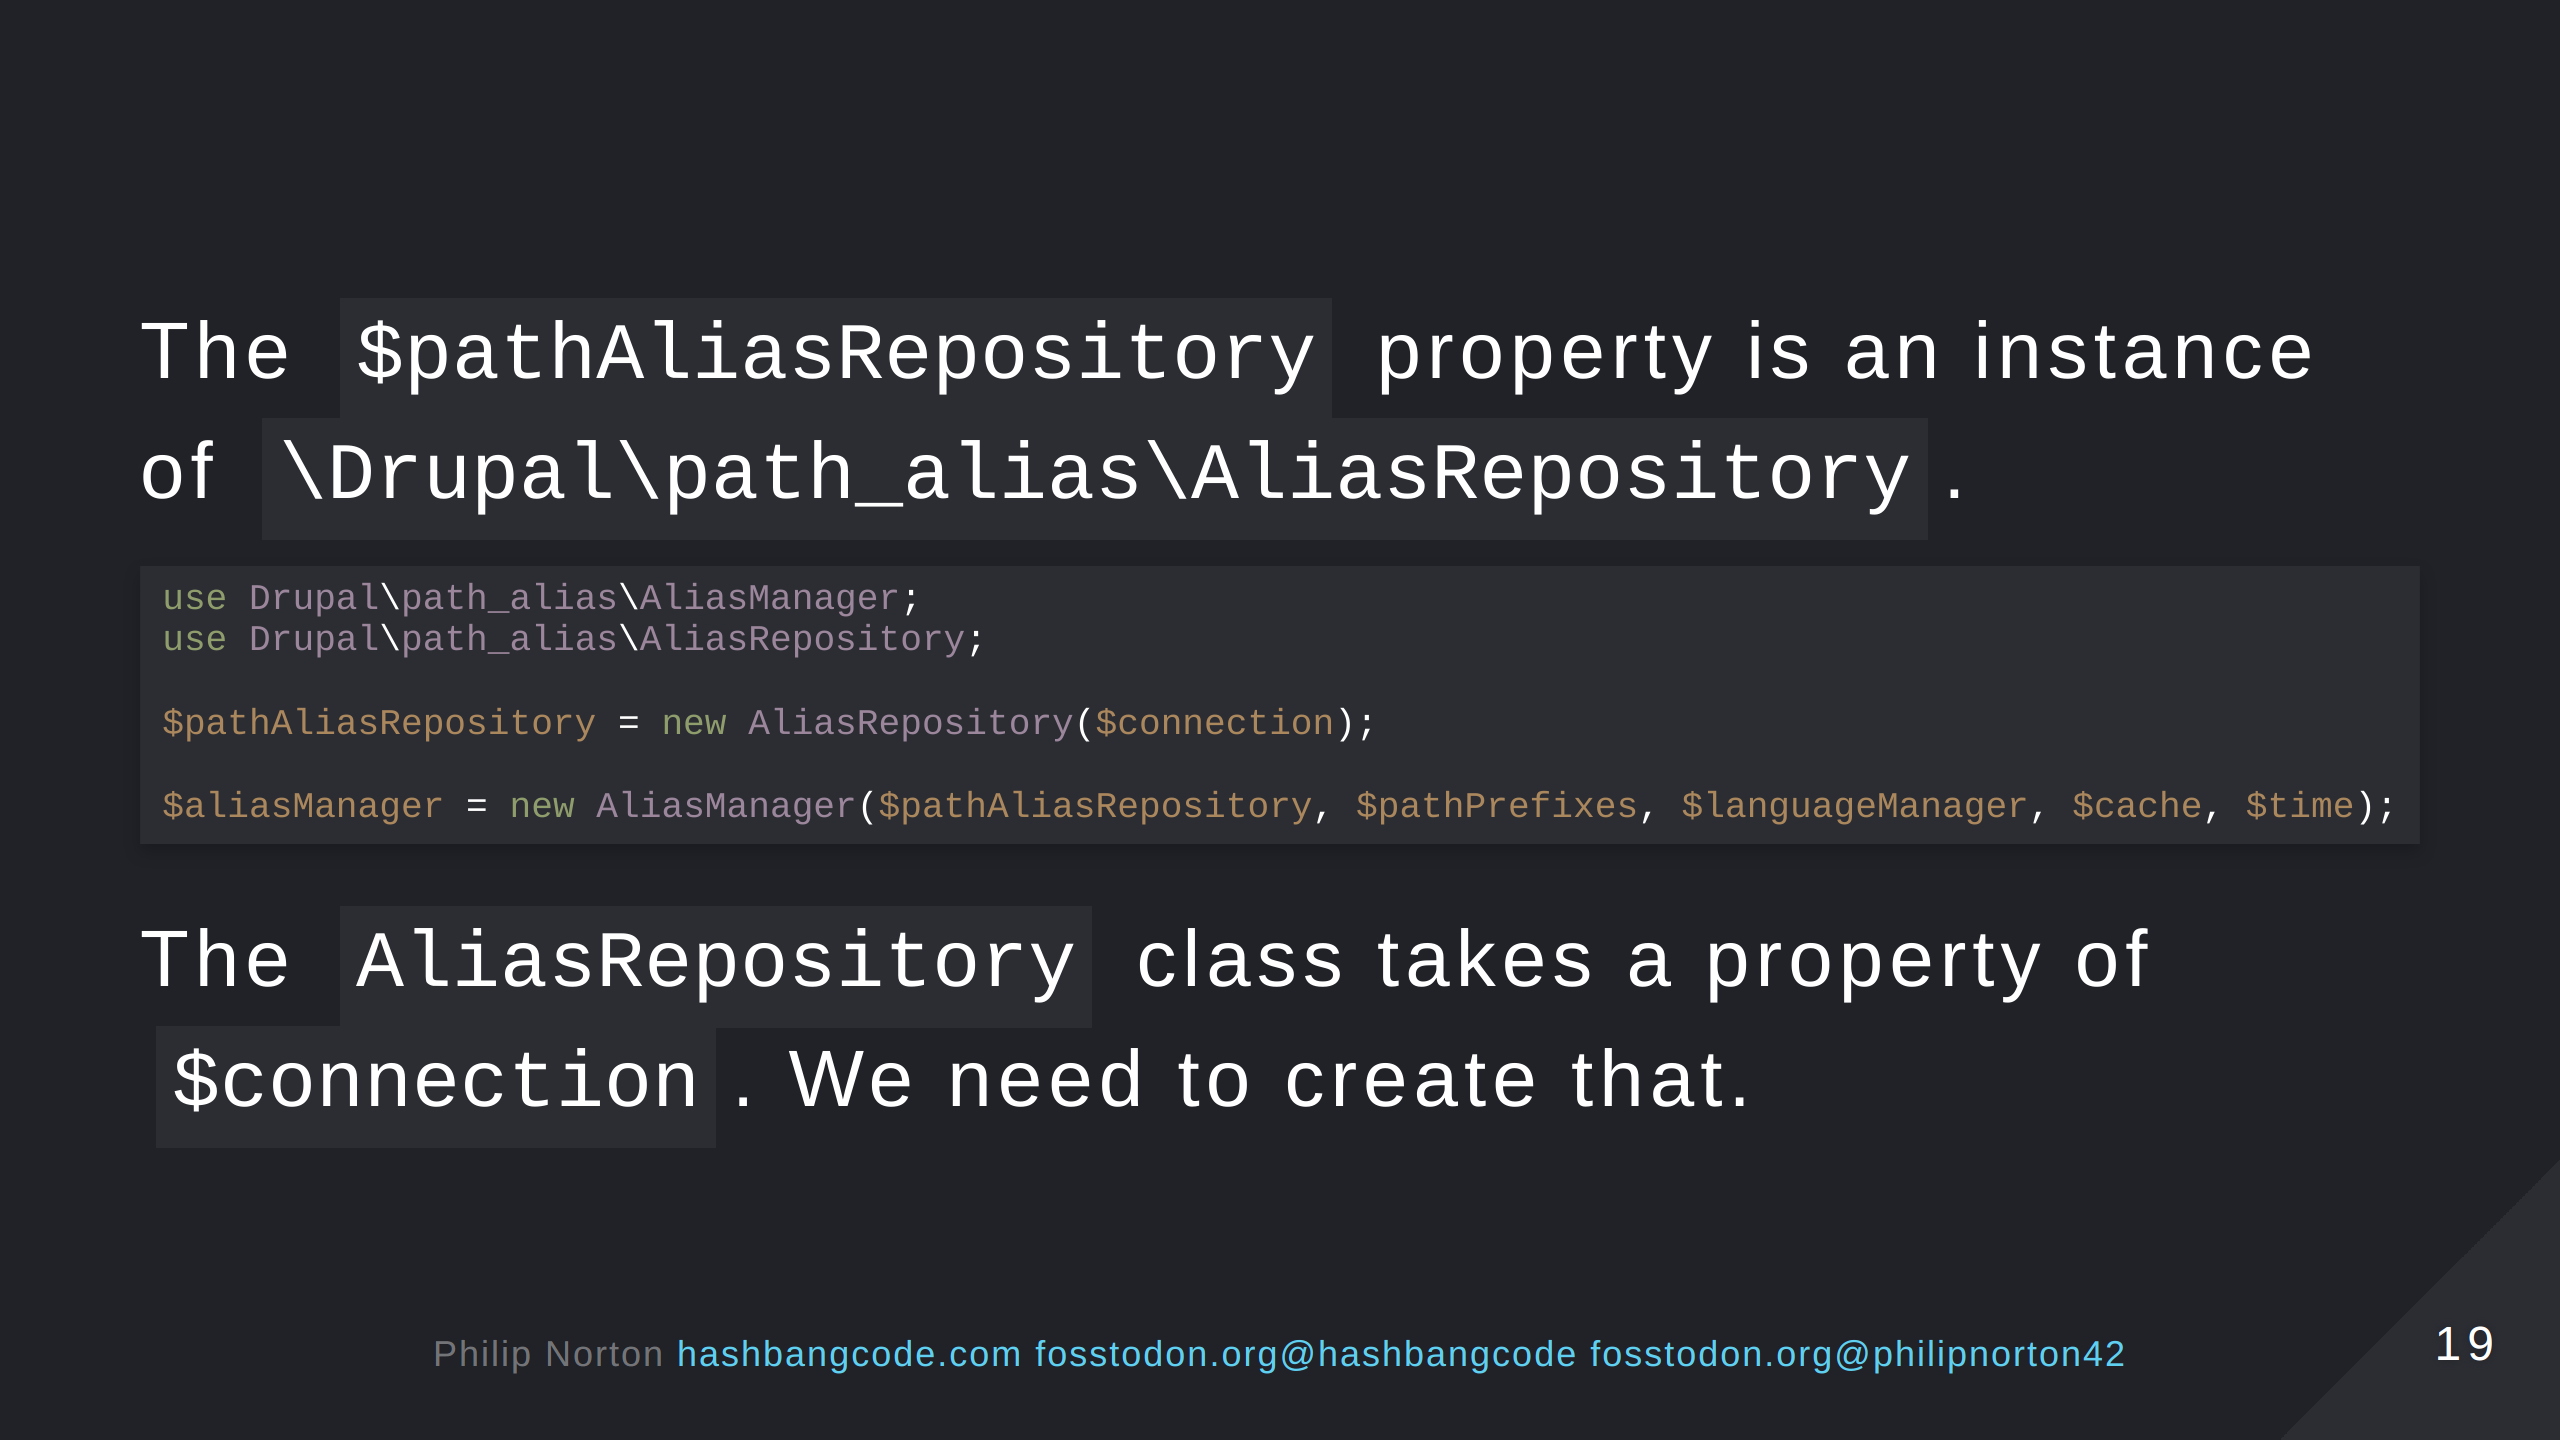 The $pathAliasRepository property is an instance
of \Drupal\path_alias\AliasRepository.
use Drupal\path_alias\AliasManager;
use Drupal\path_alias\AliasRepository;
$pathAliasRepository = new AliasRepository($connection);
$aliasManager = new AliasManager($pathAliasRepository, $pathPrefixes, $languageManager, $cache, $time);
The AliasRepository class takes a property of
$connection. We need to create that.
Philip Norton hashbangcode.com fosstodon.org@hashbangcode fosstodon.org@philipnorton42
19